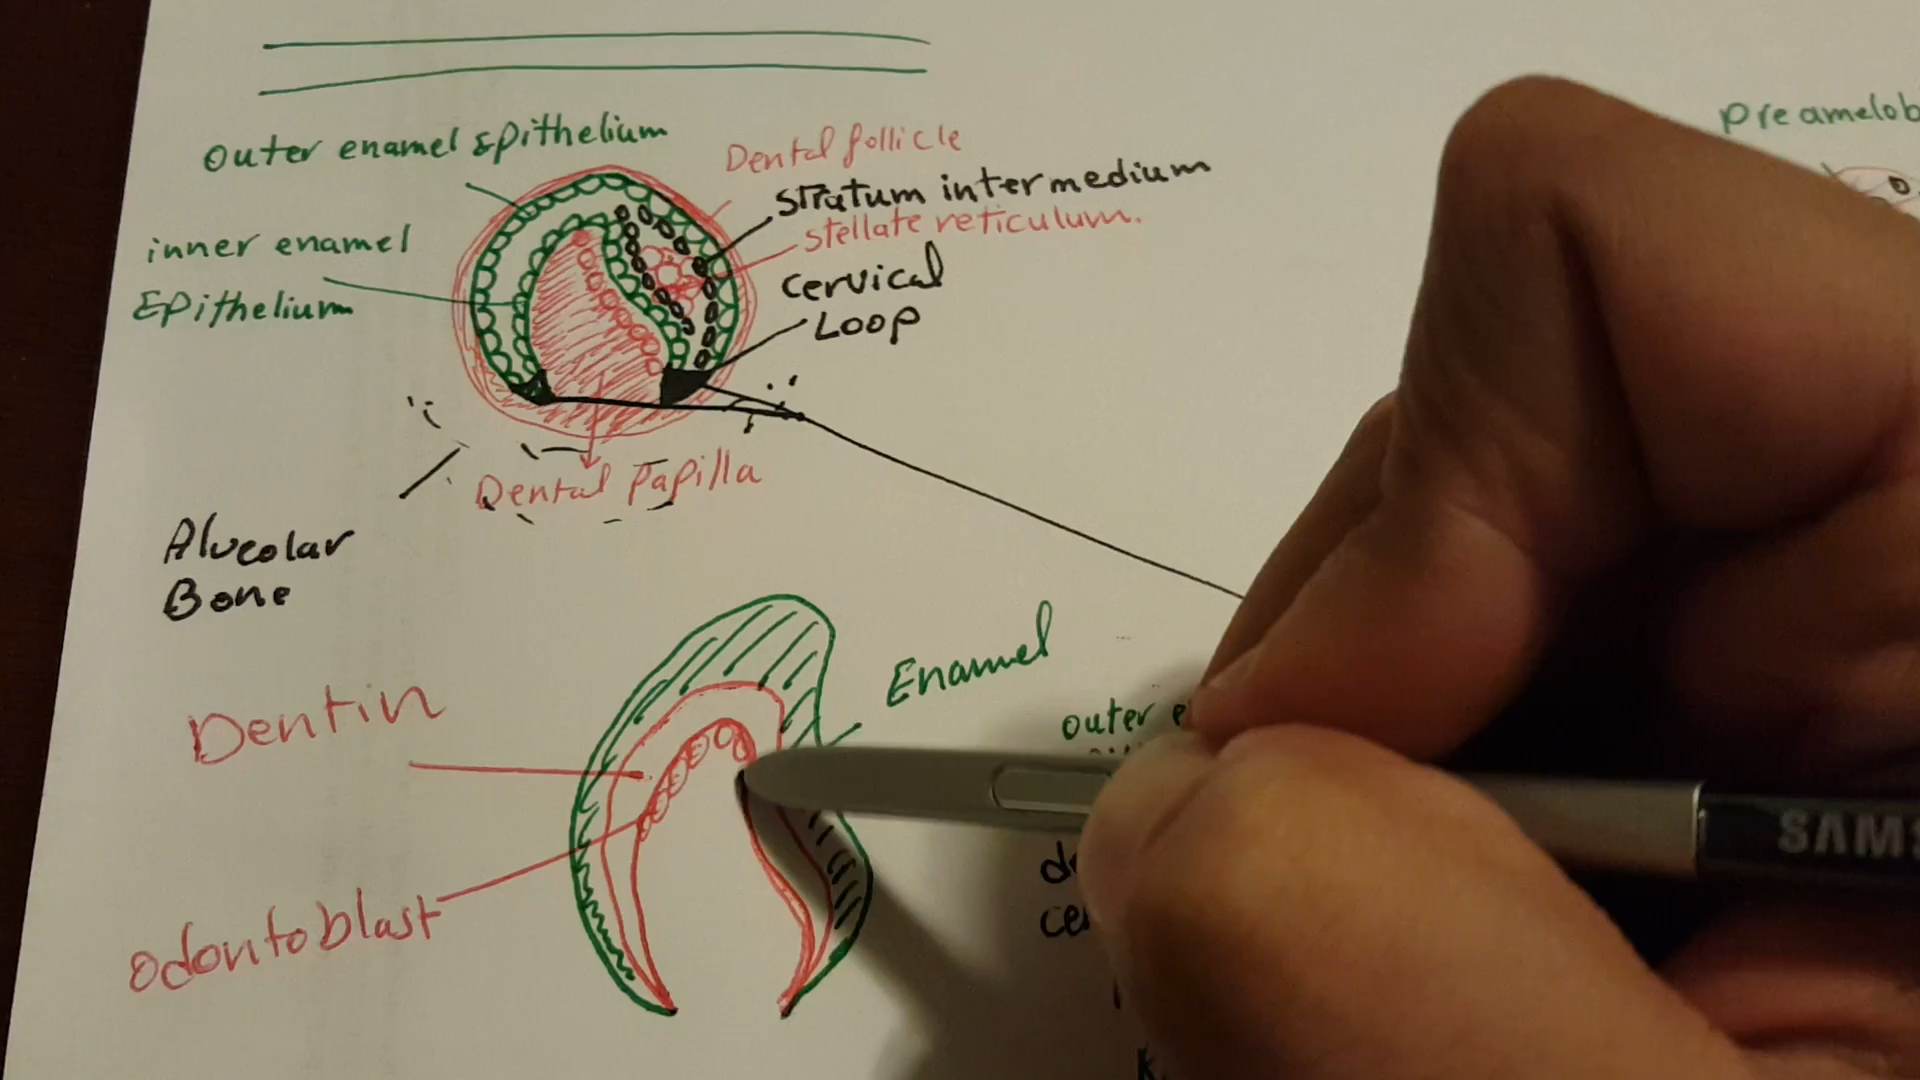 outer enamel Epithelium
Dental follicle
stratum intermedium
stellate reticulum.
inner enamel
Epithelium
cervical
Loop
Dental Papilla
Alveolar
Bone
Enamel
Dentin
odontoblast
outer
preamelob
SAMS